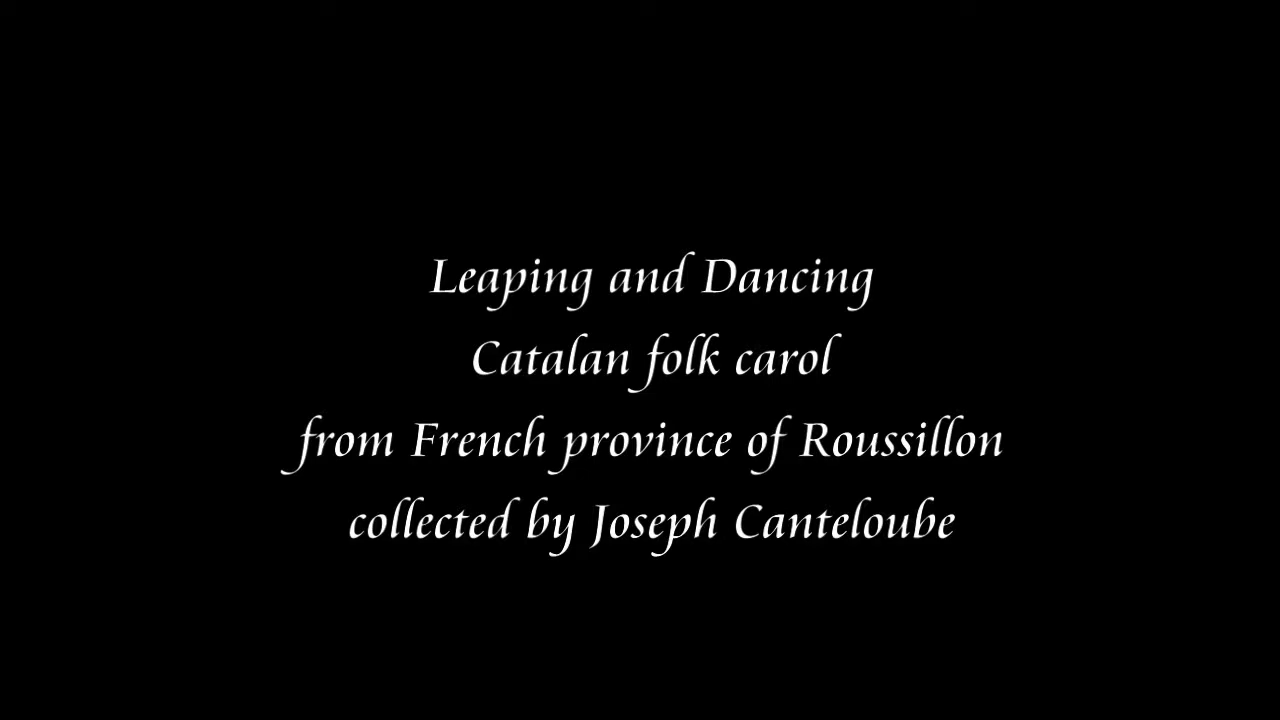 Leaping and Dancing
Catalan folk carol
from French province of Roussillon
collected by Joseph Canteloube